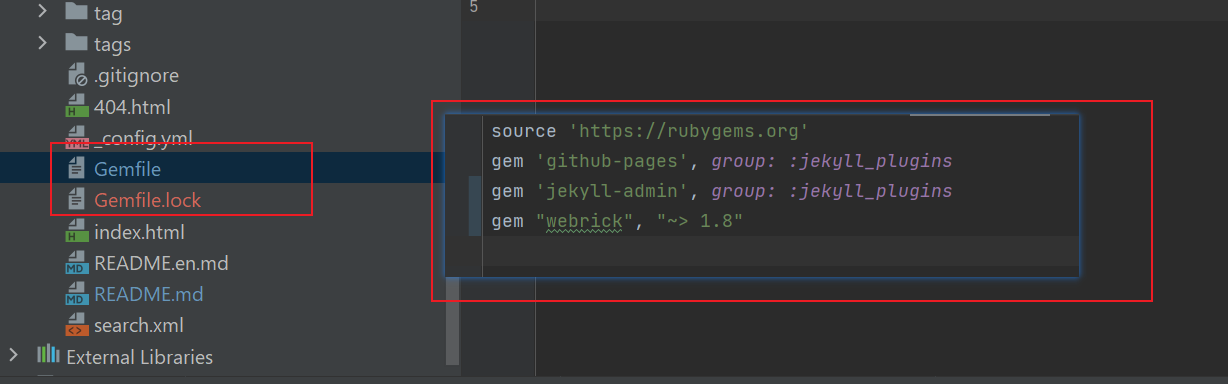 tag
tags
.gitignore
404.html
_config.yml
Gemfile
Gemfile.lock
index.html
README.en.md
README.md
search.xml
External Libraries
5
source 'https://rubygems.org'
gem 'github-pages', group: :jekyll_plugins
gem 'jekyll-admin', group: :jekyll_plugins
gem "webrick", "~> 1.8"